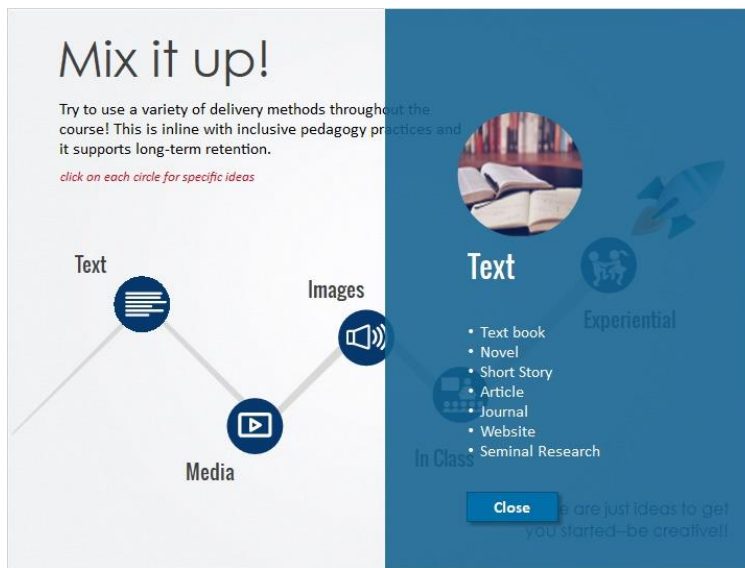 Mix it up!
Try to use a variety of delivery methods throughout the
course! This is inline with inclusive pedagogy practices and
it supports long-term retention.
click on each circle for specific ideas
Text
Images
Media
In Class
Experiential
Text
• Text book
• Novel
• Short Story
• Article
• Journal
• Website
• Seminal Research
Close
are just ideas to get
you started–be creative!!